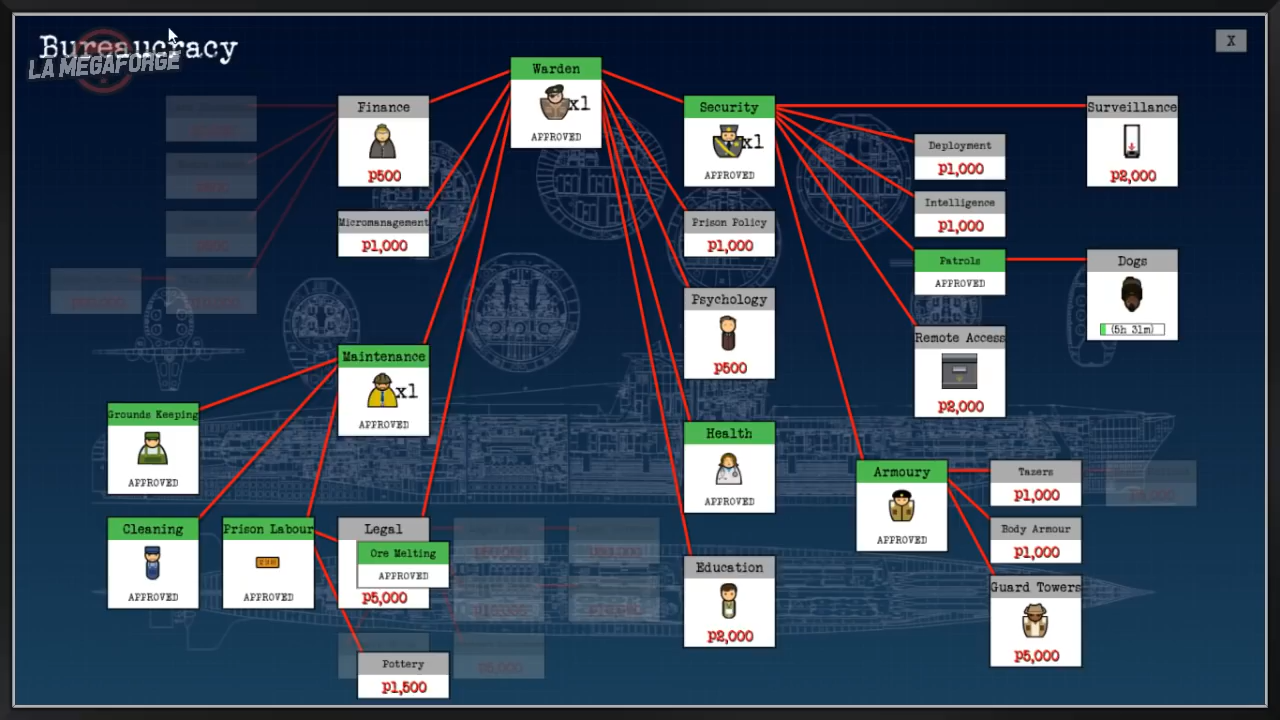 Bureaucracy
LA MEGAFORGE
X
Warden
x1
APPROVED
Finance
P500
Micromanagement
P1,000
Security
x1
APPROVED
Surveillance
P2,000
Deployment
P1,000
Intelligence
P1,000
Prison Policy
P1,000
Patrols
APPROVED
Dogs
(5h 31m)
Psychology
P500
Remote Access
P2,000
Maintenance
x1
APPROVED
Grounds Keeping
APPROVED
Health
APPROVED
Armoury
APPROVED
Tazers
P1,000
Body Armour
P1,000
Guard Towers
P5,000
Cleaning
APPROVED
Prison Labour
APPROVED
Legal
Ore Melting
APPROVED
P5,000
Education
P2,000
Pottery
P1,500
P5,000